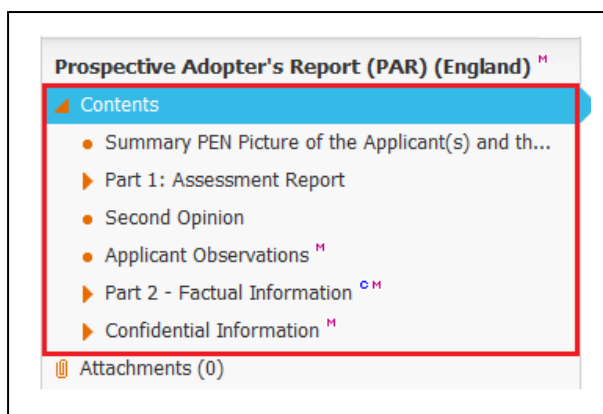 Prospective Adopter's Report (PAR) (England) M
Contents
Summary PEN Picture of the Applicant(s) and th...
Part 1: Assessment Report
Second Opinion
Applicant Observations M
Part 2 - Factual Information C M
Confidential Information M
Attachments (0)